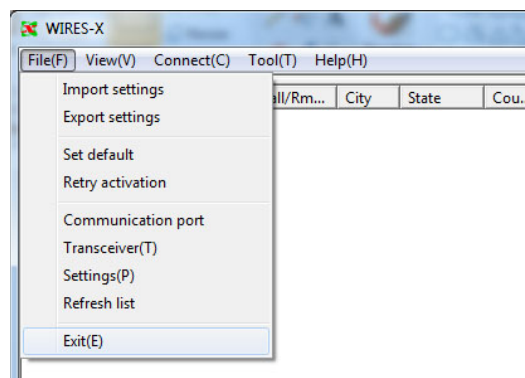 WIRES-X
File(F) View(V) Connect(C) Tool(T) Help(H)
all/Rm... City State Cou..
Import settings
Export settings
Set default
Retry activation
Communication port
Transceiver(T)
Settings(P)
Refresh list
Exit(E)